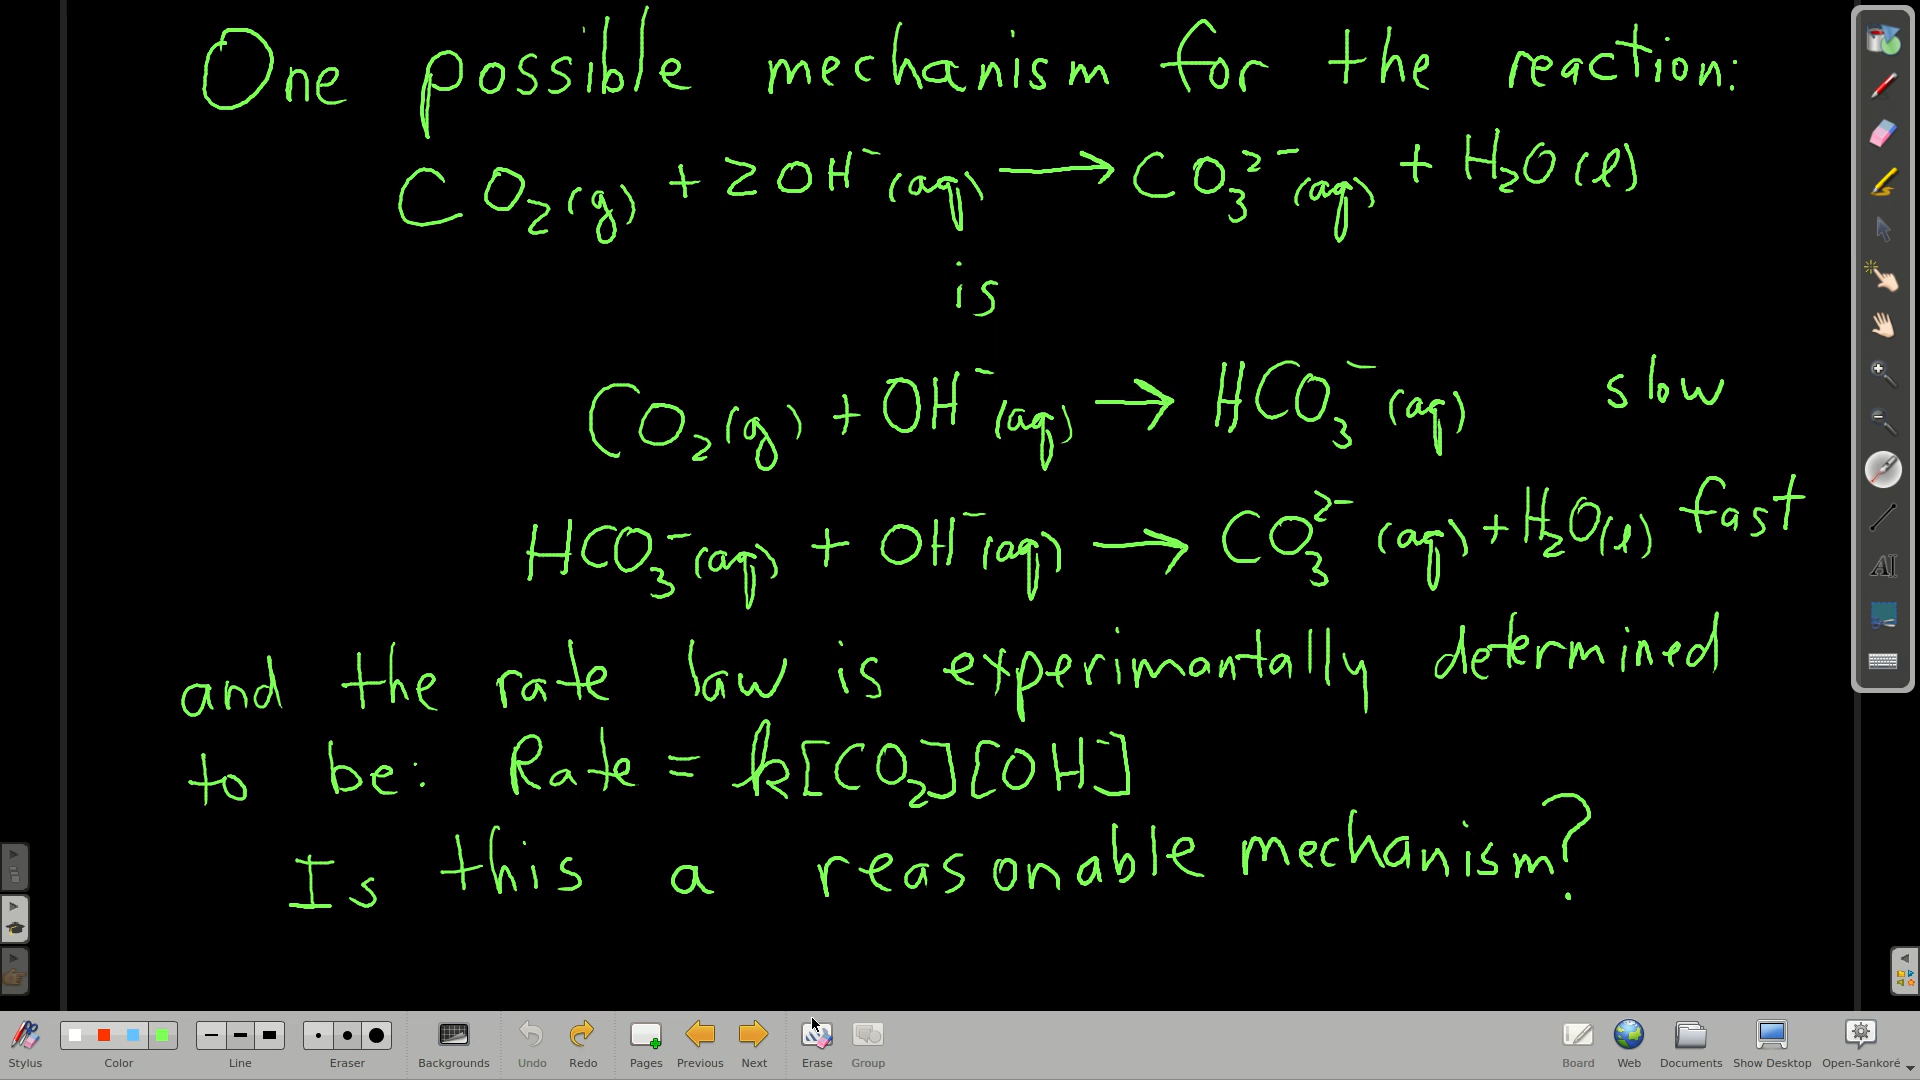 One possible mechanism for the reaction:
CO₂(g) + 2OH⁻(aq) ⟶ CO₃²⁻(aq) + H₂O(l)
is
CO₂(g) + OH⁻(aq) → HCO₃⁻(aq) slow
HCO₃⁻(aq) + OH⁻(aq) → CO₃²⁻(aq) + H₂O(l) fast
and the rate law is experimantally determined
to be: Rate = k[CO₂][OH⁻]
Is this a reasonable mechanism?
Stylus Color Line Eraser Backgrounds Undo Redo Pages Previous Next Erase Group Board Web Documents Show Desktop Open-Sankoré